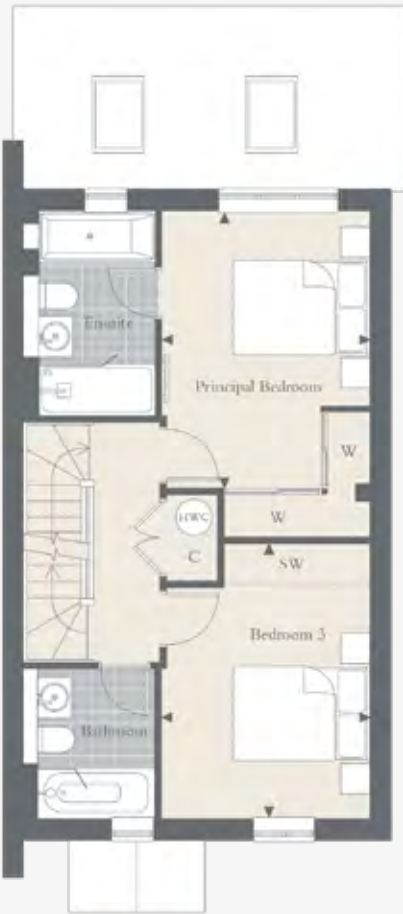 Ensuite
Principal Bedroom
W
W
HWC
C
SW
Bedroom 3
Bathroom